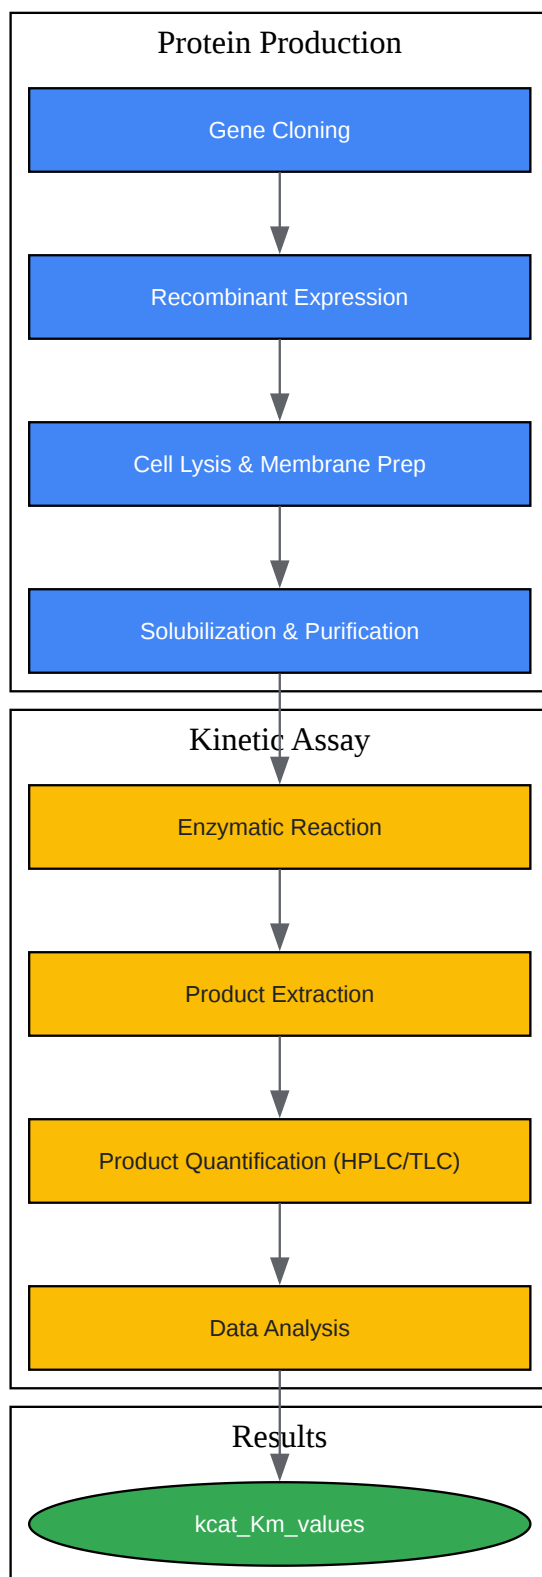 Protein Production
Gene Cloning
Recombinant Expression
Cell Lysis & Membrane Prep
Solubilization & Purification
Kinetic Assay
Enzymatic Reaction
Product Extraction
Product Quantification (HPLC/TLC)
Data Analysis
Results
kcat_Km_values